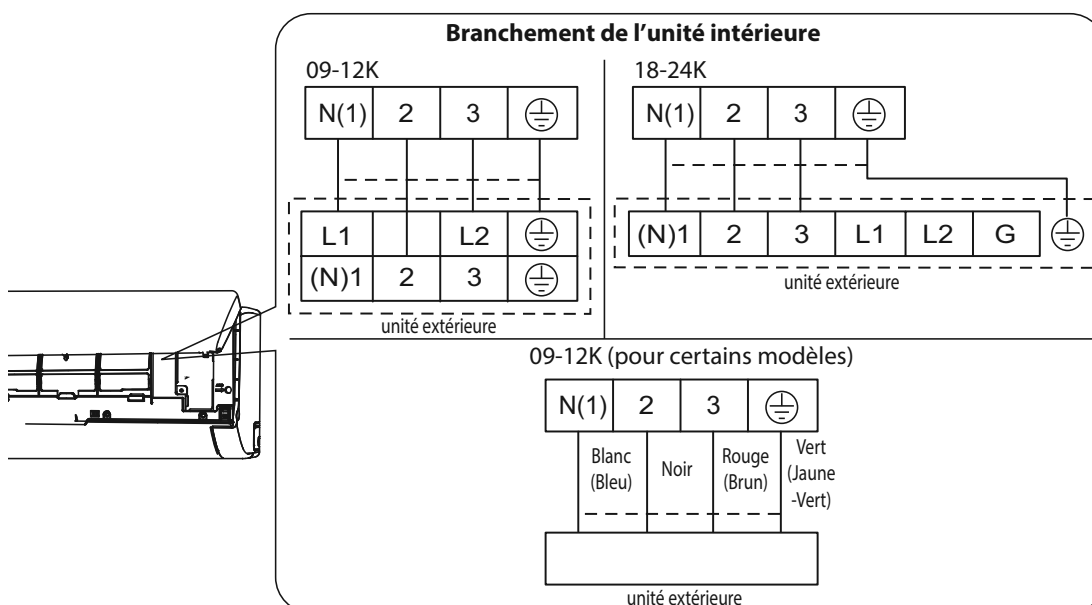 Branchement de l’unité intérieure
09-12K
N(1) 2 3
L1 L2
(N)1 2 3
unité extérieure
18-24K
N(1) 2 3
(N)1 2 3 L1 L2 G
unité extérieure
09-12K (pour certains modèles)
N(1) 2 3
Blanc
(Bleu)
Noir
Rouge
(Brun)
Vert
(Jaune
-Vert)
unité extérieure